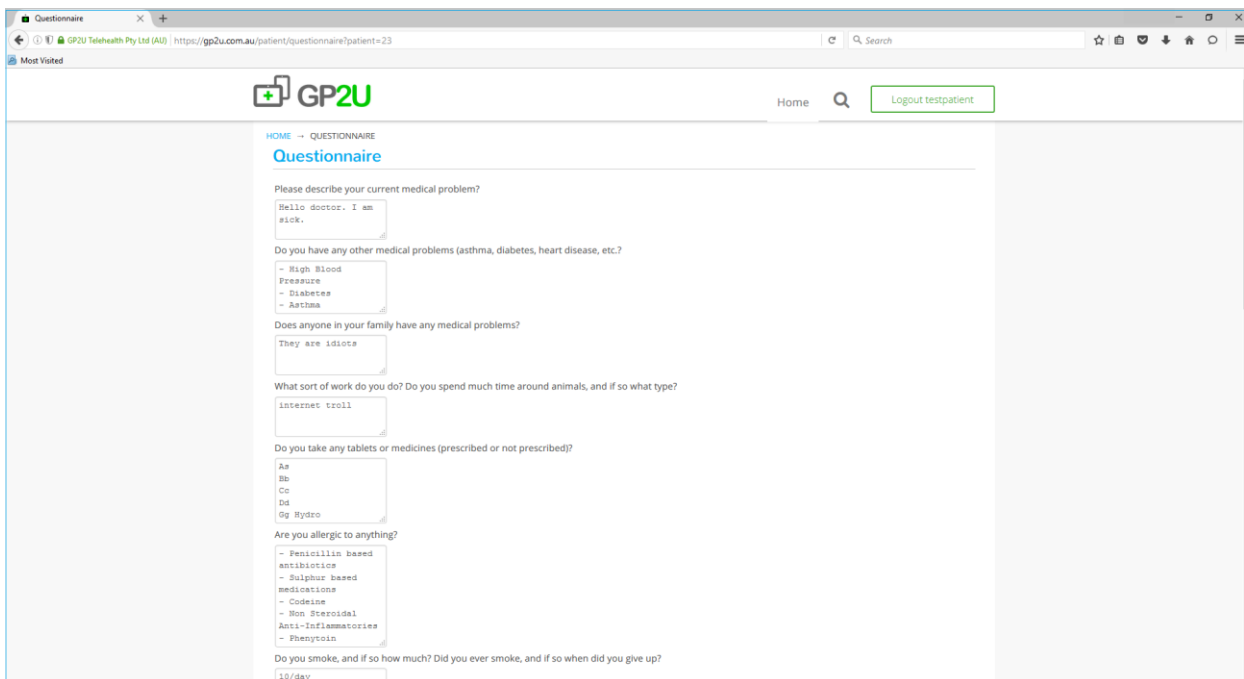 Questionnaire
GP2U Telehealth Pty Ltd (AU) https://gp2u.com.au/patient/questionnaire?patient=23
Search
Most Visited
GP2U
Home
Logout testpatient
HOME → QUESTIONNAIRE
Questionnaire
Please describe your current medical problem?
Hello doctor. I am
sick.
Do you have any other medical problems (asthma, diabetes, heart disease, etc.?
- High Blood
Pressure
- Diabetes
- Asthma
Does anyone in your family have any medical problems?
They are idiots
What sort of work do you do? Do you spend much time around animals, and if so what type?
internet troll
Do you take any tablets or medicines (prescribed or not prescribed)?
As
Bb
Cc
Dd
Gg Hydro
Are you allergic to anything?
- Penicillin based
antibiotics
- Sulphur based
medications
- Codeine
- Non Steroidal
Anti-Inflammatories
- Phenytoin
Do you smoke, and if so how much? Did you ever smoke, and if so when did you give up?
10/day